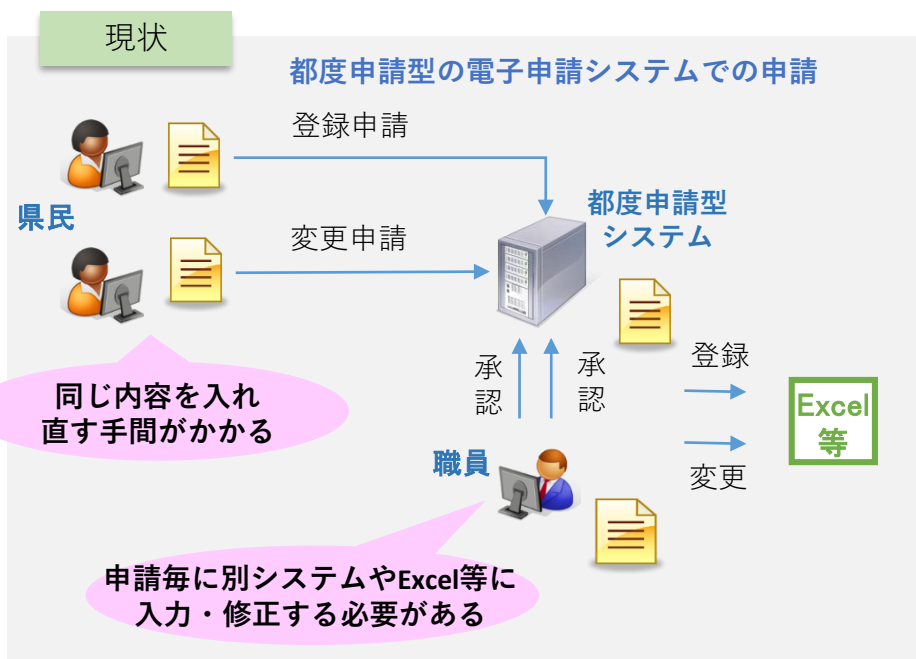 現状
都度申請型の電子申請システムでの申請
登録申請
県民
変更申請
都度申請型
システム
同じ内容を入れ
直す手間がかかる
承認
承認
登録
変更
Excel
等
職員
申請毎に別システムやExcel等に
入力・修正する必要がある